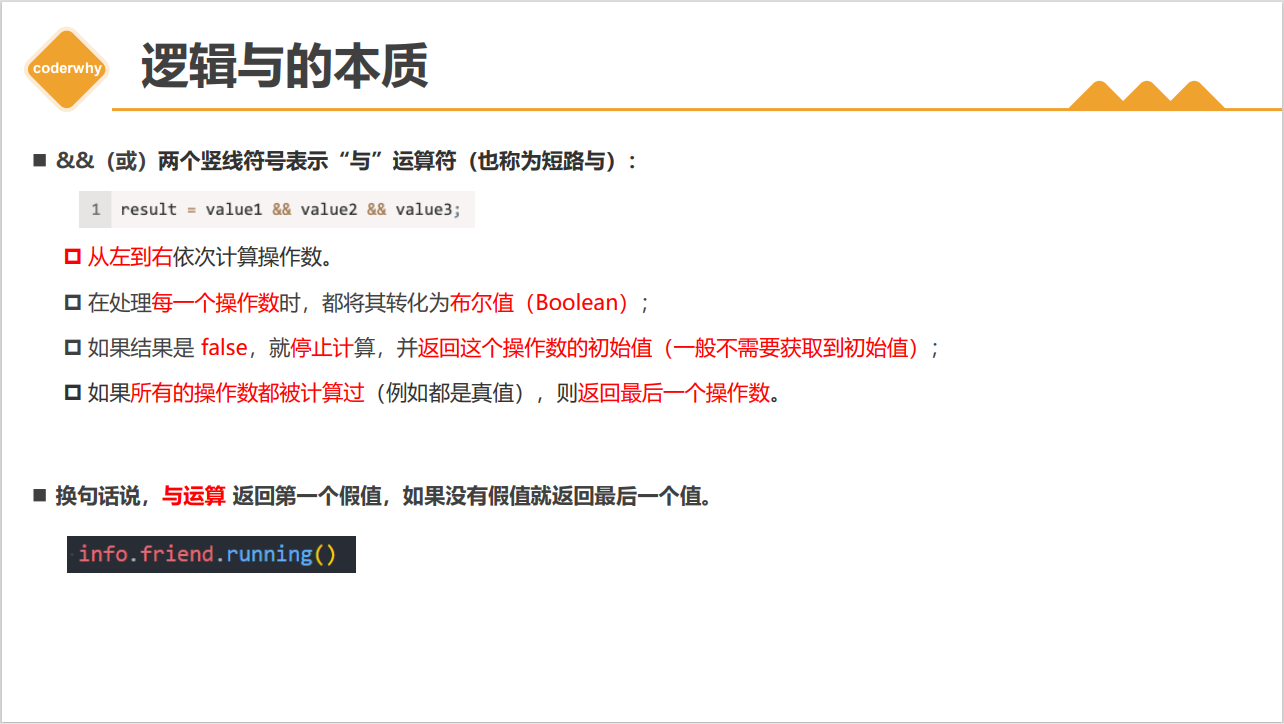 coderwhy
逻辑与的本质
&&（或）两个竖线符号表示“与”运算符（也称为短路与）：
1 result = value1 && value2 && value3;
从左到右依次计算操作数。
在处理每一个操作数时，都将其转化为布尔值（Boolean）；
如果结果是 false，就停止计算，并返回这个操作数的初始值（一般不需要获取到初始值）；
如果所有的操作数都被计算过（例如都是真值），则返回最后一个操作数。
换句话说，与运算 返回第一个假值，如果没有假值就返回最后一个值。
info.friend.running()